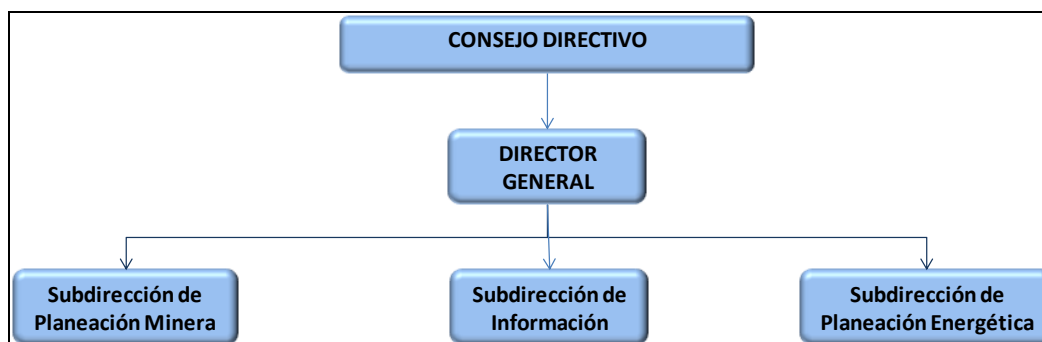 CONSEJO DIRECTIVO
DIRECTOR
GENERAL
Subdirección de
Planeación Minera
Subdirección de
Información
Subdirección de
Planeación Energética